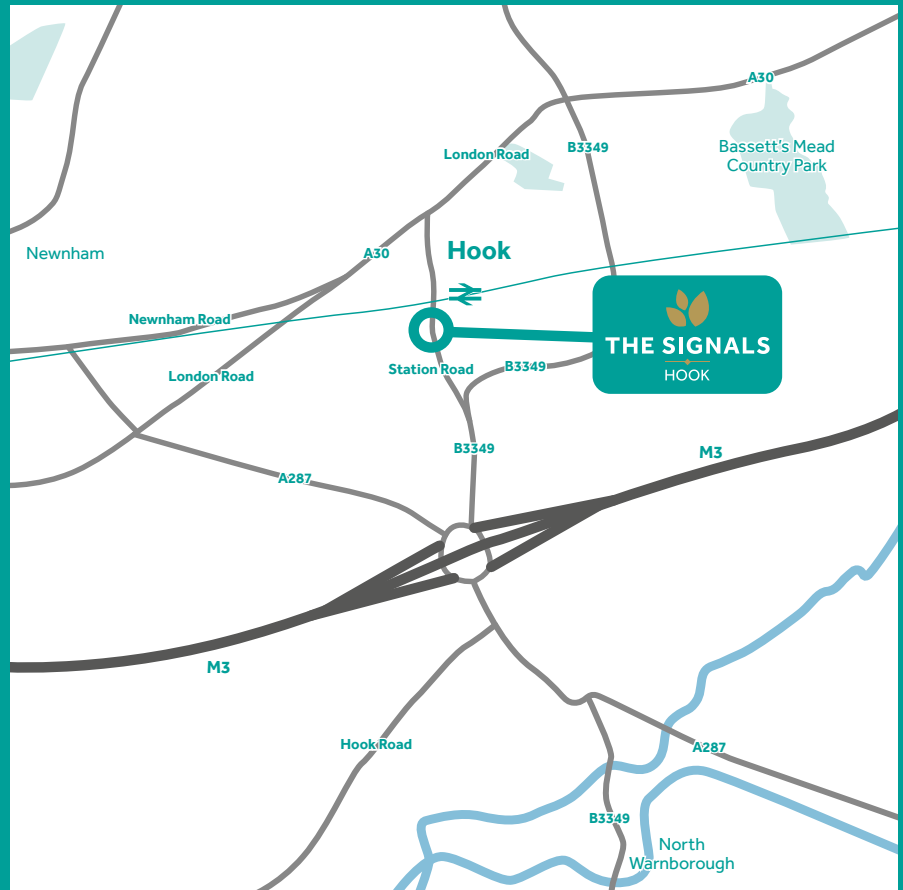 A30
London Road
B3349
Bassett's Mead
Country Park
Newnham
A30
Hook
Newnham Road
THE SIGNALS
HOOK
Station Road
B3349
London Road
B3349
M3
A287
M3
Hook Road
A287
B3349
North
Warnborough